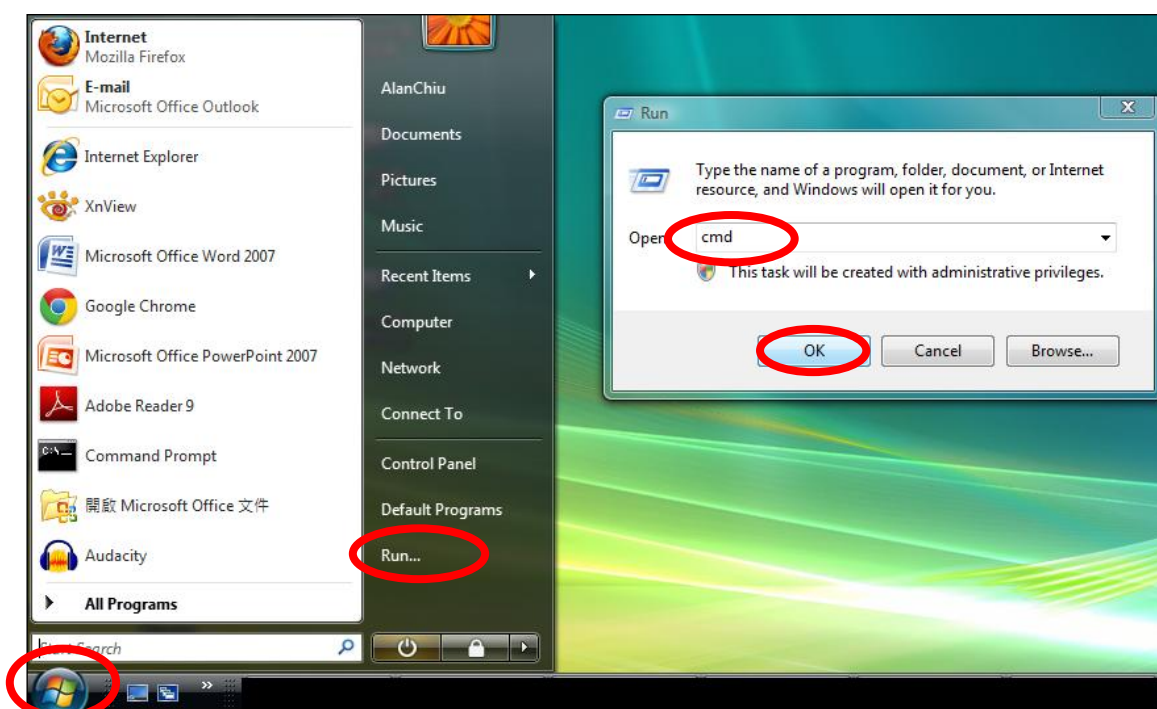 Internet
Mozilla Firefox
E-mail
Microsoft Office Outlook
Internet Explorer
XnView
Microsoft Office Word 2007
Google Chrome
Microsoft Office PowerPoint 2007
Adobe Reader 9
Command Prompt
開啟 Microsoft Office 文件
Audacity
All Programs
Start Search
AlanChiu
Documents
Pictures
Music
Recent Items
Computer
Network
Connect To
Control Panel
Default Programs
Run...
Run
Type the name of a program, folder, document, or Internet
resource, and Windows will open it for you.
Open
cmd
This task will be created with administrative privileges.
OK
Cancel
Browse...